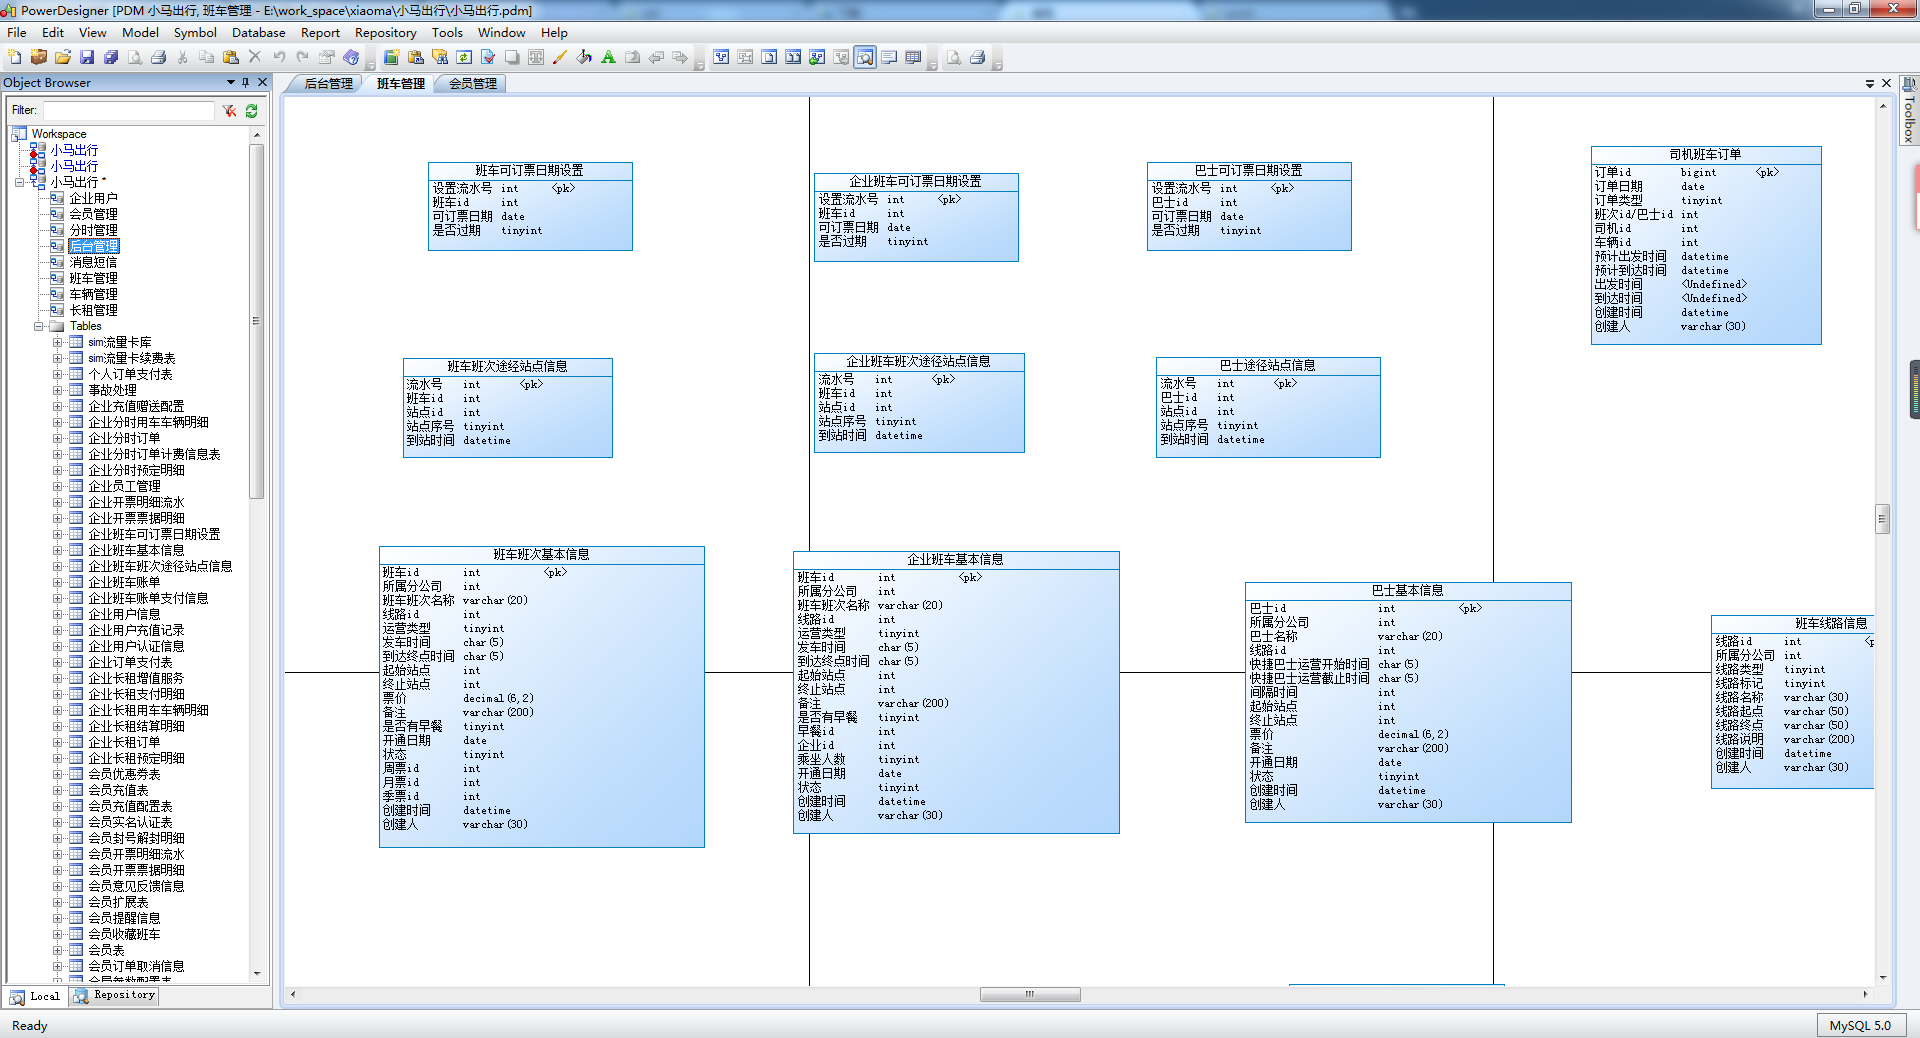 PowerDesigner [PDM 小马出行, 班车管理 - E:\work_space\xiaoma\小马出行\小马出行.pdm]
File Edit View Model Symbol Database Report Repository Tools Window Help
Object Browser
Filter:
Workspace
小马出行
小马出行
小马出行 *
企业用户
会员管理
分时管理
后台管理
消息短信
班车管理
车辆管理
长租管理
Tables
sim流量卡库
sim流量卡续费表
个人订单支付表
事故处理
企业充值赠送配置
企业分时用车车辆明细
企业分时订单
企业分时订单计费信息表
企业分时预定明细
企业员工管理
企业开票明细流水
企业开票票据明细
企业班车可订票日期设置
企业班车基本信息
企业班车班次途径站点信息
企业班车账单
企业班车账单支付信息
企业用户信息
企业用户充值记录
企业用户认证信息
企业订单支付表
企业长租增值服务
企业长租支付明细
企业长租用车车辆明细
企业长租结算明细
企业长租订单
企业长租预定明细
会员优惠券表
会员充值表
会员充值配置表
会员实名认证表
会员封号解封明细
会员开票明细流水
会员开票票据明细
会员意见反馈信息
会员扩展表
会员提醒信息
会员收藏班车
会员表
会员订单取消信息
会员参数配置表
Local Repository
后台管理 班车管理 会员管理
Toolbox
班车可订票日期设置
设置流水号 int <pk>
班车id int
可订票日期 date
是否过期 tinyint
企业班车可订票日期设置
设置流水号 int <pk>
班车id int
可订票日期 date
是否过期 tinyint
巴士可订票日期设置
设置流水号 int <pk>
巴士id int
可订票日期 date
是否过期 tinyint
司机班车订单
订单id bigint <pk>
订单日期 date
订单类型 tinyint
班次id/巴士id int
司机id int
车辆id int
预计出发时间 datetime
预计到达时间 datetime
出发时间 <Undefined>
到达时间 <Undefined>
创建时间 datetime
创建人 varchar(30)
班车班次途经站点信息
流水号 int <pk>
班车id int
站点id int
站点序号 tinyint
到站时间 datetime
企业班车班次途径站点信息
流水号 int <pk>
班车id int
站点id int
站点序号 tinyint
到站时间 datetime
巴士途径站点信息
流水号 int <pk>
巴士id int
站点id int
站点序号 tinyint
到站时间 datetime
班车班次基本信息
班车id int <pk>
所属分公司 int
班车班次名称 varchar(20)
线路id int
运营类型 tinyint
发车时间 char(5)
到达终点时间 char(5)
起始站点 int
终止站点 int
票价 decimal(6,2)
备注 varchar(200)
是否有早餐 tinyint
开通日期 date
状态 tinyint
周票id int
月票id int
季票id int
创建时间 datetime
创建人 varchar(30)
企业班车基本信息
班车id int <pk>
所属分公司 int
班车班次名称 varchar(20)
线路id int
运营类型 tinyint
发车时间 char(5)
到达终点时间 char(5)
起始站点 int
终止站点 int
备注 varchar(200)
是否有早餐 tinyint
早餐id int
企业id int
乘坐人数 tinyint
开通日期 date
状态 tinyint
创建时间 datetime
创建人 varchar(30)
巴士基本信息
巴士id int <pk>
所属分公司 int
巴士名称 varchar(20)
线路id int
快捷巴士运营开始时间 char(5)
快捷巴士运营截止时间 char(5)
间隔时间 int
起始站点 int
终止站点 int
票价 decimal(6,2)
备注 varchar(200)
开通日期 date
状态 tinyint
创建时间 datetime
创建人 varchar(30)
班车线路信息
线路id int <p
所属分公司 int
线路类型 tinyint
线路标记 tinyint
线路名称 varchar(30)
线路起点 varchar(50)
线路终点 varchar(50)
线路说明 varchar(200)
创建时间 datetime
创建人 varchar(30)
Ready
MySQL 5.0